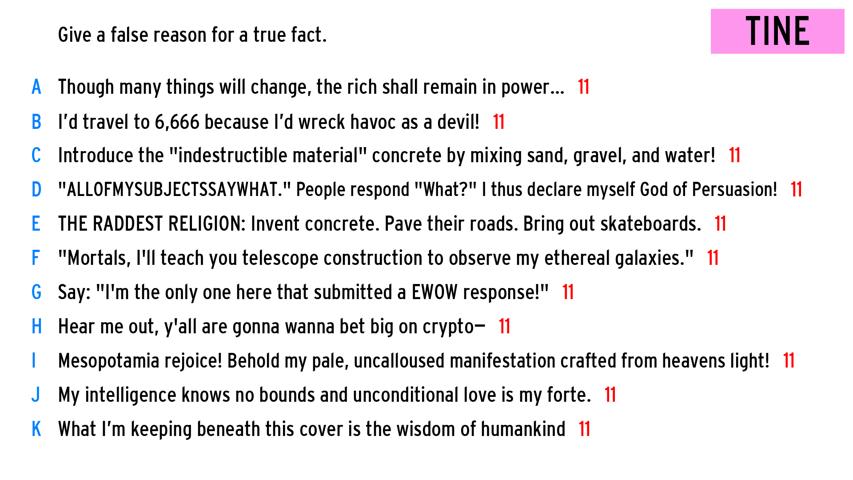 Give a false reason for a true fact.
TINE
A Though many things will change, the rich shall remain in power... 11
B I'd travel to 6,666 because I'd wreck havoc as a devil! 11
C Introduce the "indestructible material" concrete by mixing sand, gravel, and water! 11
D "ALLOFMYSUBJECTSSAYWHAT." People respond "What?" I thus declare myself God of Persuasion! 11
E THE RADDEST RELIGION: Invent concrete. Pave their roads. Bring out skateboards. 11
F "Mortals, I'll teach you telescope construction to observe my ethereal galaxies." 11
G Say: "I'm the only one here that submitted a EWOW response!" 11
H Hear me out, y'all are gonna wanna bet big on crypto— 11
I Mesopotamia rejoice! Behold my pale, uncalloused manifestation crafted from heavens light! 11
J My intelligence knows no bounds and unconditional love is my forte. 11
K What I'm keeping beneath this cover is the wisdom of humankind 11